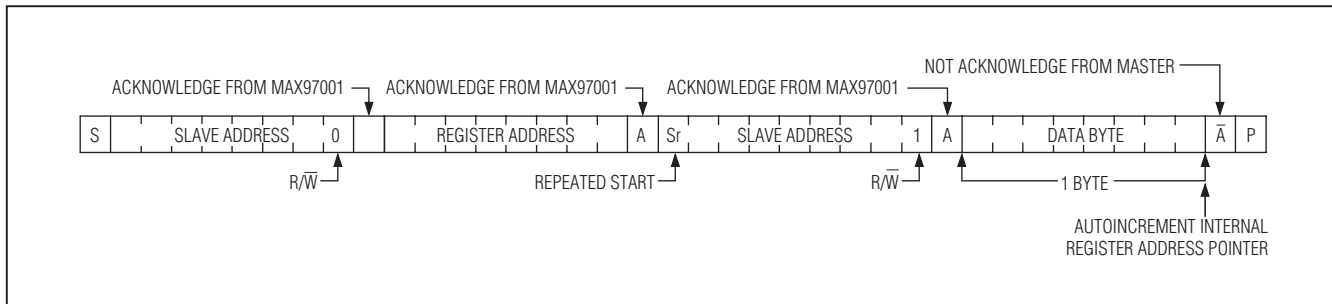 NOT ACKNOWLEDGE FROM MASTER
ACKNOWLEDGE FROM MAX97001 ACKNOWLEDGE FROM MAX97001 ACKNOWLEDGE FROM MAX97001
S SLAVE ADDRESS 0 REGISTER ADDRESS A Sr SLAVE ADDRESS 1 A DATA BYTE A̅ P
R/W̅ REPEATED START R/W̅ 1 BYTE
AUTOINCREMENT INTERNAL
REGISTER ADDRESS POINTER